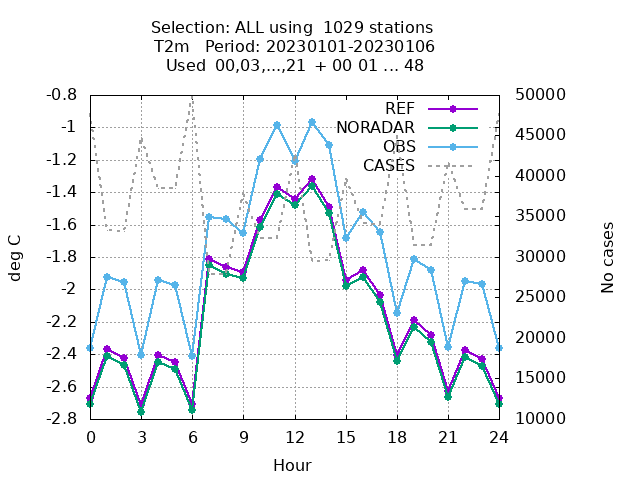 Selection: ALL using  1029 stations
T2m   Period: 20230101-20230106
Used  00,03,...,21  + 00 01 ... 48
-0.8
-1
-1.2
-1.4
-1.6
-1.8
-2
-2.2
-2.4
-2.6
-2.8
deg C
REF
NORADAR
OBS
CASES
50000
45000
40000
35000
30000
25000
20000
15000
10000
No cases
0 3 6 9 12 15 18 21 24
Hour